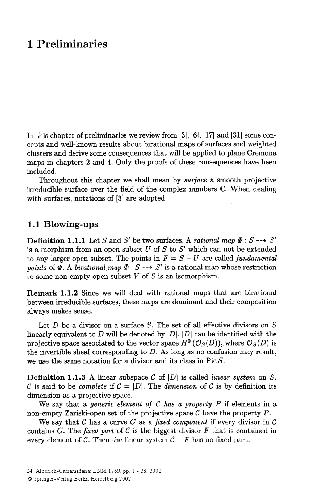 1 Preliminaries
In this chapter of preliminaries we review from [5], [6], [17] and [31] some con-
cepts and well-known results about birational maps of surfaces and weighted
clusters and derive some consequences that will be applied to plane Cremona
maps in chapters 2 and 4. Only the proofs of these consequences have been
included.
Throughout this chapter we shall mean by surface a smooth projective
irreducible surface over the field of the complex numbers ℂ. When dealing
with surfaces, notations of [3] are adopted.
1.1 Blowing-ups
Definition 1.1.1 Let S and S′ be two surfaces. A rational map Φ : S ⇢ S′
is a morphism from an open subset U of S to S′ which can not be extended
to any larger open subset. The points in F = S − U are called fundamental
points of Φ. A birational map Φ : S ⇢ S′ is a rational map whose restriction
to some non-empty open subset V of S is an isomorphism.
Remark 1.1.2 Since we will deal with rational maps that are birational
between irreducible surfaces, these maps are dominant and their composition
always makes sense.
Let D be a divisor on a surface S. The set of all effective divisors on S
linearly equivalent to D will be denoted by |D|. |D| can be identified with the
projective space associated to the vector space H⁰(O_S(D)), where O_S(D) is
the invertible sheaf corresponding to D. As long as no confusion may result,
we use the same notation for a divisor and its class in Pic S.
Definition 1.1.3 A linear subspace C of |D| is called linear system on S.
C is said to be complete if C = |D|. The dimension of C is by definition its
dimension as a projective space.
We say that a generic element of C has a property P if elements in a
non-empty Zariski-open set of the projective space C have the property P.
We say that C has a curve G as a fixed component if every divisor in C
contains G. The fixed part of C is the biggest divisor F that is contained in
every element of C. Then the linear system C − F has no fixed part.
M. Alberich-Carramiñana: LNM 1769, pp. 1 - 28, 2002
© Springer-Verlag Berlin Heidelberg 2002